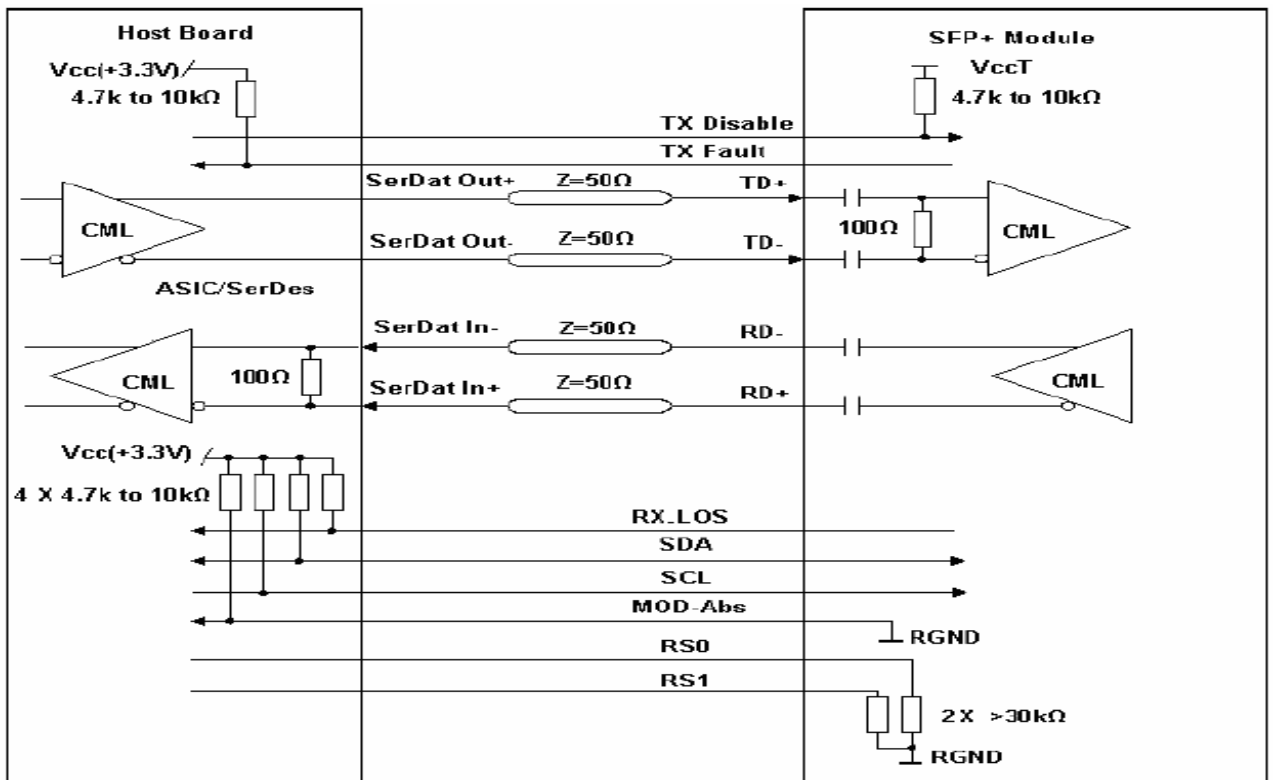 Host Board
SFP+ Module
Vcc(+3.3V)
4.7k to 10kΩ
VccT
4.7k to 10kΩ
TX Disable
TX Fault
SerDat Out+
Z=50Ω
TD+
CML
100Ω
CML
SerDat Out-
Z=50Ω
TD-
ASIC/SerDes
SerDat In-
Z=50Ω
RD-
CML
100Ω
CML
SerDat In+
Z=50Ω
RD+
Vcc(+3.3V)
4 X 4.7k to 10kΩ
RX_LOS
SDA
SCL
MOD-Abs
RGND
RS0
RS1
2X >30kΩ
RGND